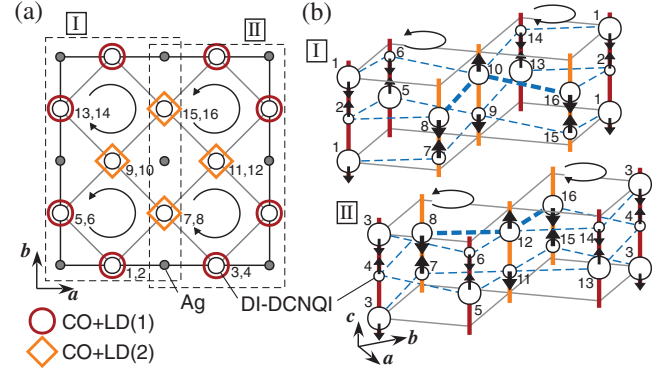 (a)
I
II
13,14
15,16
9,10
11,12
5,6
7,8
1,2
3,4
b
a
Ag
DI-DCNQI
CO+LD(1)
CO+LD(2)
(b)
I
1
6
14
1
10
13
2
5
16
2
9
8
15
1
1
7
II
3
16
3
8
4
12
14
15
4
7
6
3
11
3
5
13
c
b
a